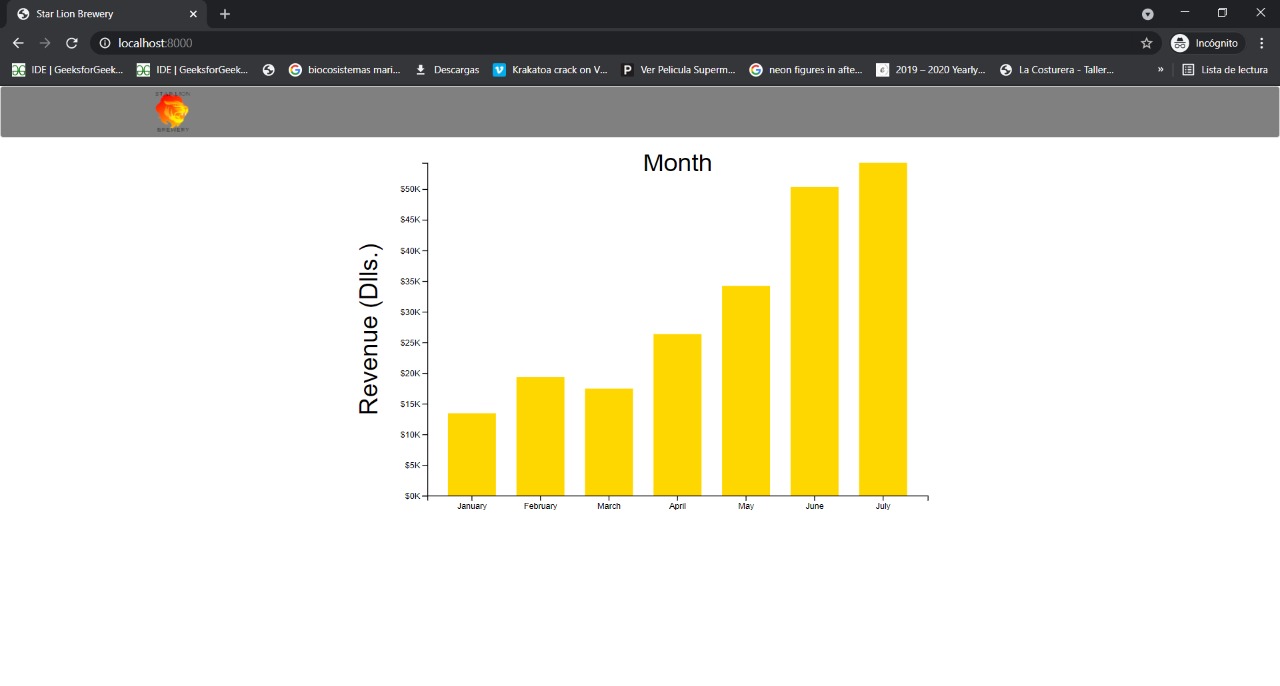 Star Lion Brewery
localhost:8000
Incógnito
IDE | GeeksforGeek...
IDE | GeeksforGeek...
biocosistemas mari...
Descargas
Krakatoa crack on V...
Ver Pelicula Superm...
neon figures in afte...
2019 – 2020 Yearly...
La Costurera - Taller...
»
Lista de lectura
STAR LION
BREWERY
Month
Revenue (Dlls.)
$50K
$45K
$40K
$35K
$30K
$25K
$20K
$15K
$10K
$5K
$0K
January February March April May June July